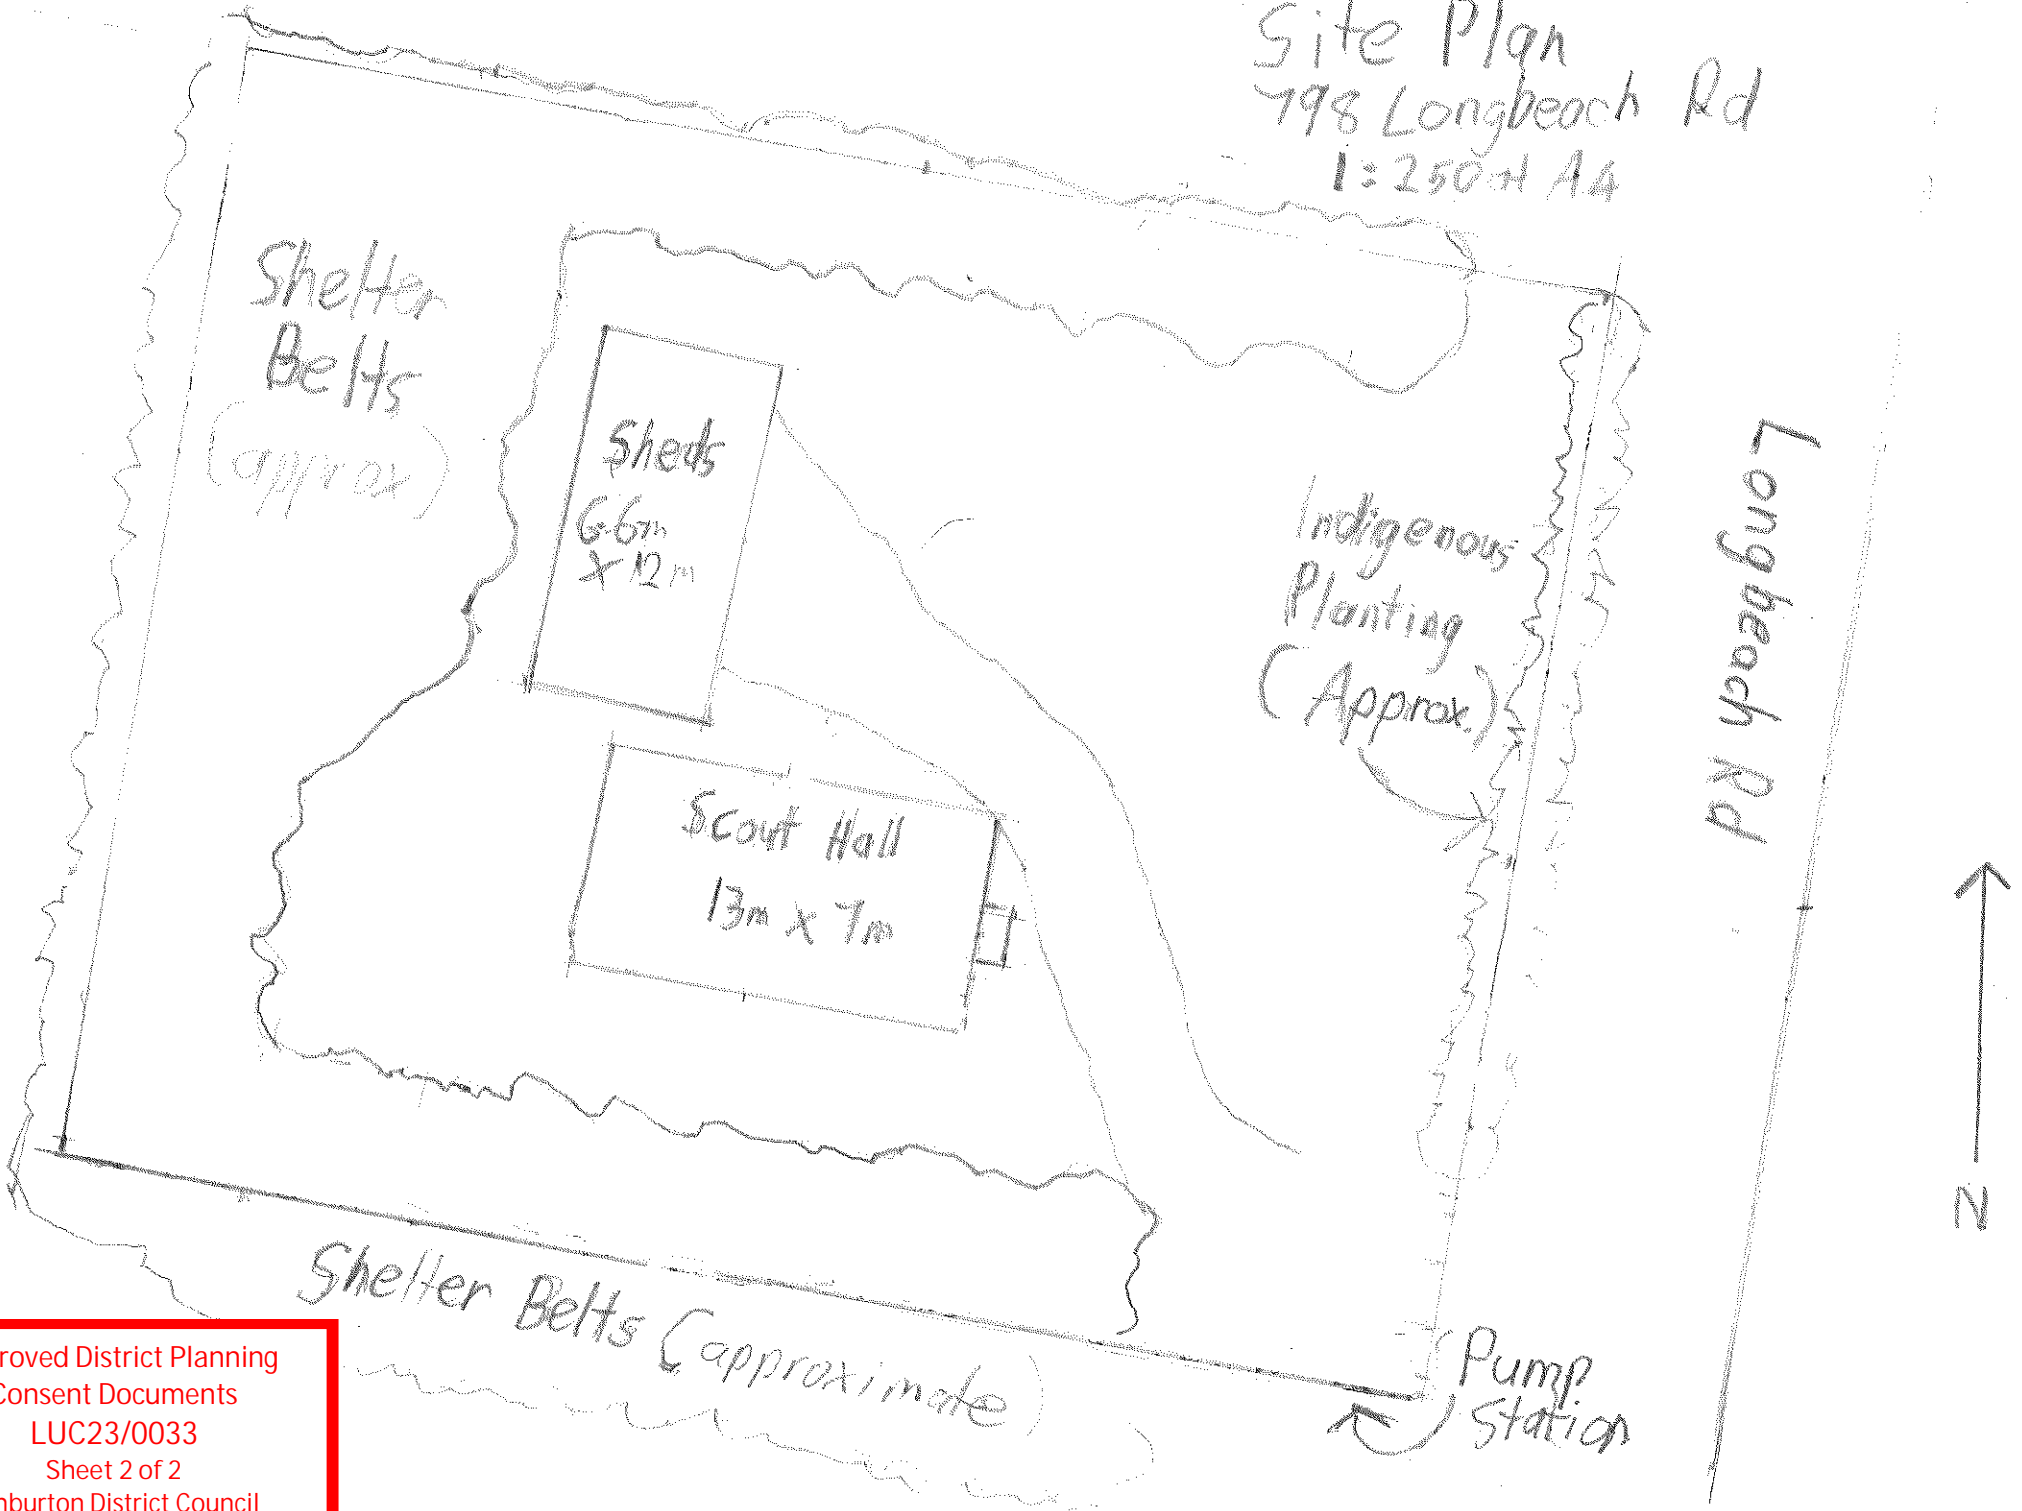 Site Plan
798 Longbeach Rd
1:250 at A4
Shelter
Belts
(approx)
Sheds
6.6m
x 12m
Indigenous
Planting
(Approx.)
Longbeach Rd
Scout Hall
13m x 7m
N
Shelter Belts (approximate)
Pump
Station
roved District Planning
Consent Documents
LUC23/0033
Sheet 2 of 2
nburton District Council